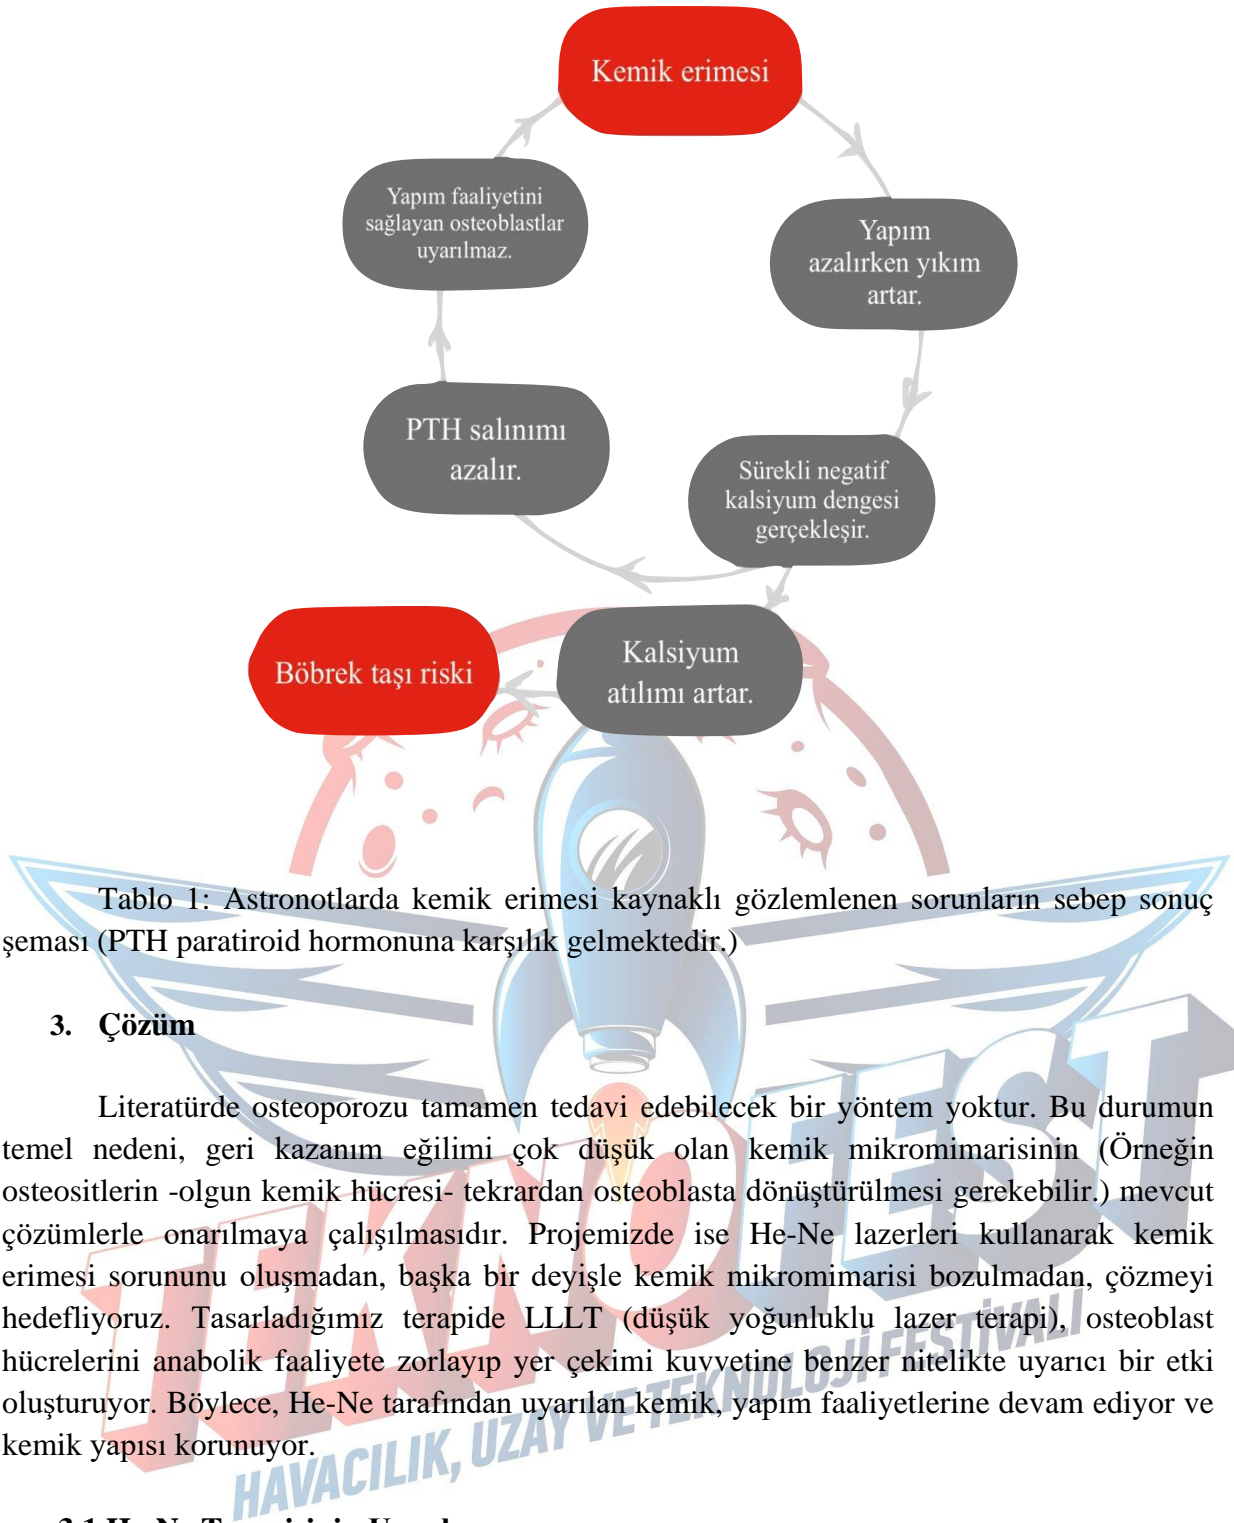 Kemik erimesi
Yapım faaliyetini
sağlayan osteoblastlar
uyarılmaz.
Yapım
azalırken yıkım
artar.
PTH salınımı
azalır.
Sürekli negatif
kalsiyum dengesi
gerçekleşir.
Böbrek taşı riski
Kalsiyum
atılımı artar.
Tablo 1: Astronotlarda kemik erimesi kaynaklı gözlemlenen sorunların sebep sonuç
şeması (PTH paratiroid hormonuna karşılık gelmektedir.)
3. Çözüm
Literatürde osteoporozu tamamen tedavi edebilecek bir yöntem yoktur. Bu durumun
temel nedeni, geri kazanım eğilimi çok düşük olan kemik mikromimarisinin (Örneğin
osteositlerin -olgun kemik hücresi- tekrardan osteoblasta dönüştürülmesi gerekebilir.) mevcut
çözümlerle onarılmaya çalışılmasıdır. Projemizde ise He-Ne lazerleri kullanarak kemik
erimesi sorununu oluşmadan, başka bir deyişle kemik mikromimarisi bozulmadan, çözmeyi
hedefliyoruz. Tasarladığımız terapide LLLT (düşük yoğunluklu lazer terapi), osteoblast
hücrelerini anabolik faaliyete zorlayıp yer çekimi kuvvetine benzer nitelikte uyarıcı bir etki
oluşturuyor. Böylece, He-Ne tarafından uyarılan kemik, yapım faaliyetlerine devam ediyor ve
kemik yapısı korunuyor.
TEKNOFEST
HAVACILIK, UZAY VE TEKNOLOJİ FESTİVALİ